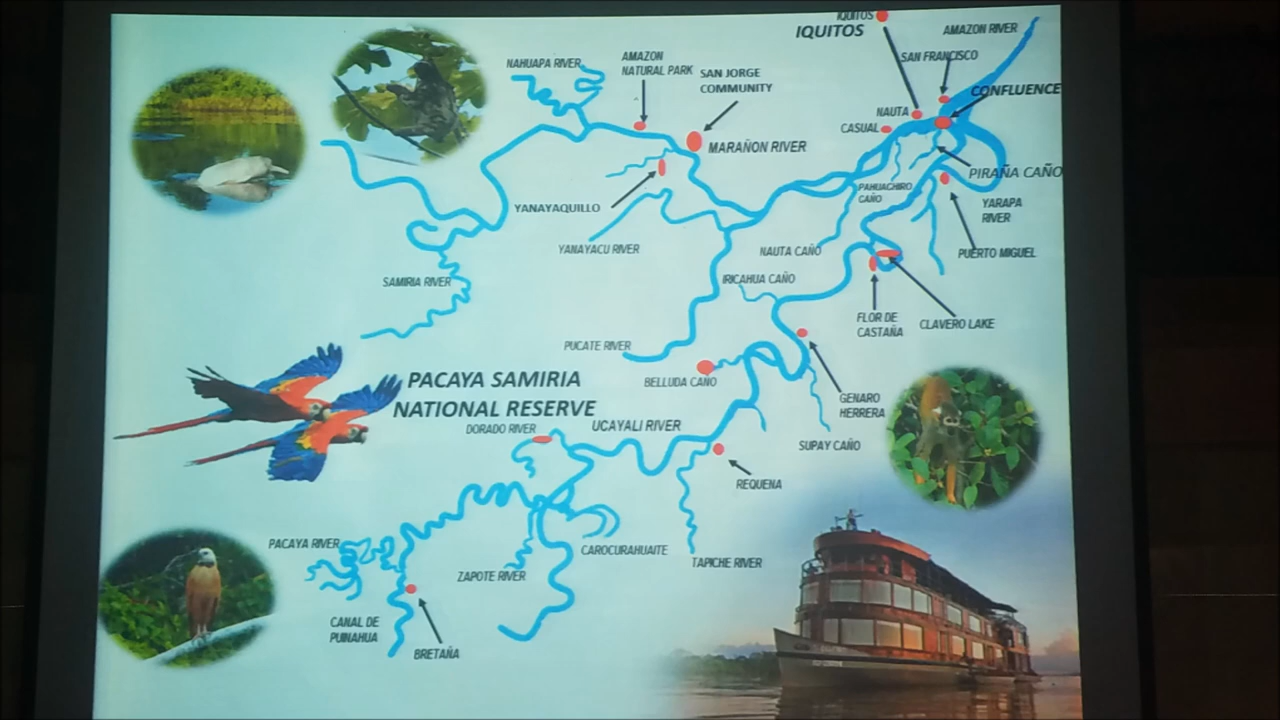 IQUITOS
IQUITOS
AMAZON RIVER
SAN FRANCISCO
CONFLUENCE
NAHUAPA RIVER
AMAZON
NATURAL PARK
SAN JORGE
COMMUNITY
NAUTA
CASUAL
MARAÑON RIVER
PIRAÑA CAÑO
PAHUACHIRO
CAÑO
YANAYAQUILLO
YARAPA
RIVER
YANAYACU RIVER
NAUTA CAÑO
PUERTO MIGUEL
SAMIRIA RIVER
IRICAHUA CAÑO
FLOR DE
CASTAÑA
CLAVERO LAKE
PUCATE RIVER
BELLUDA CAÑO
PACAYA SAMIRIA
NATIONAL RESERVE
GENARO
HERRERA
DORADO RIVER
UCAYALI RIVER
SUPAY CAÑO
REQUENA
PACAYA RIVER
CAROCURAHUAITE
TAPICHE RIVER
ZAPOTE RIVER
CANAL DE
PUINAHUA
BRETAÑA